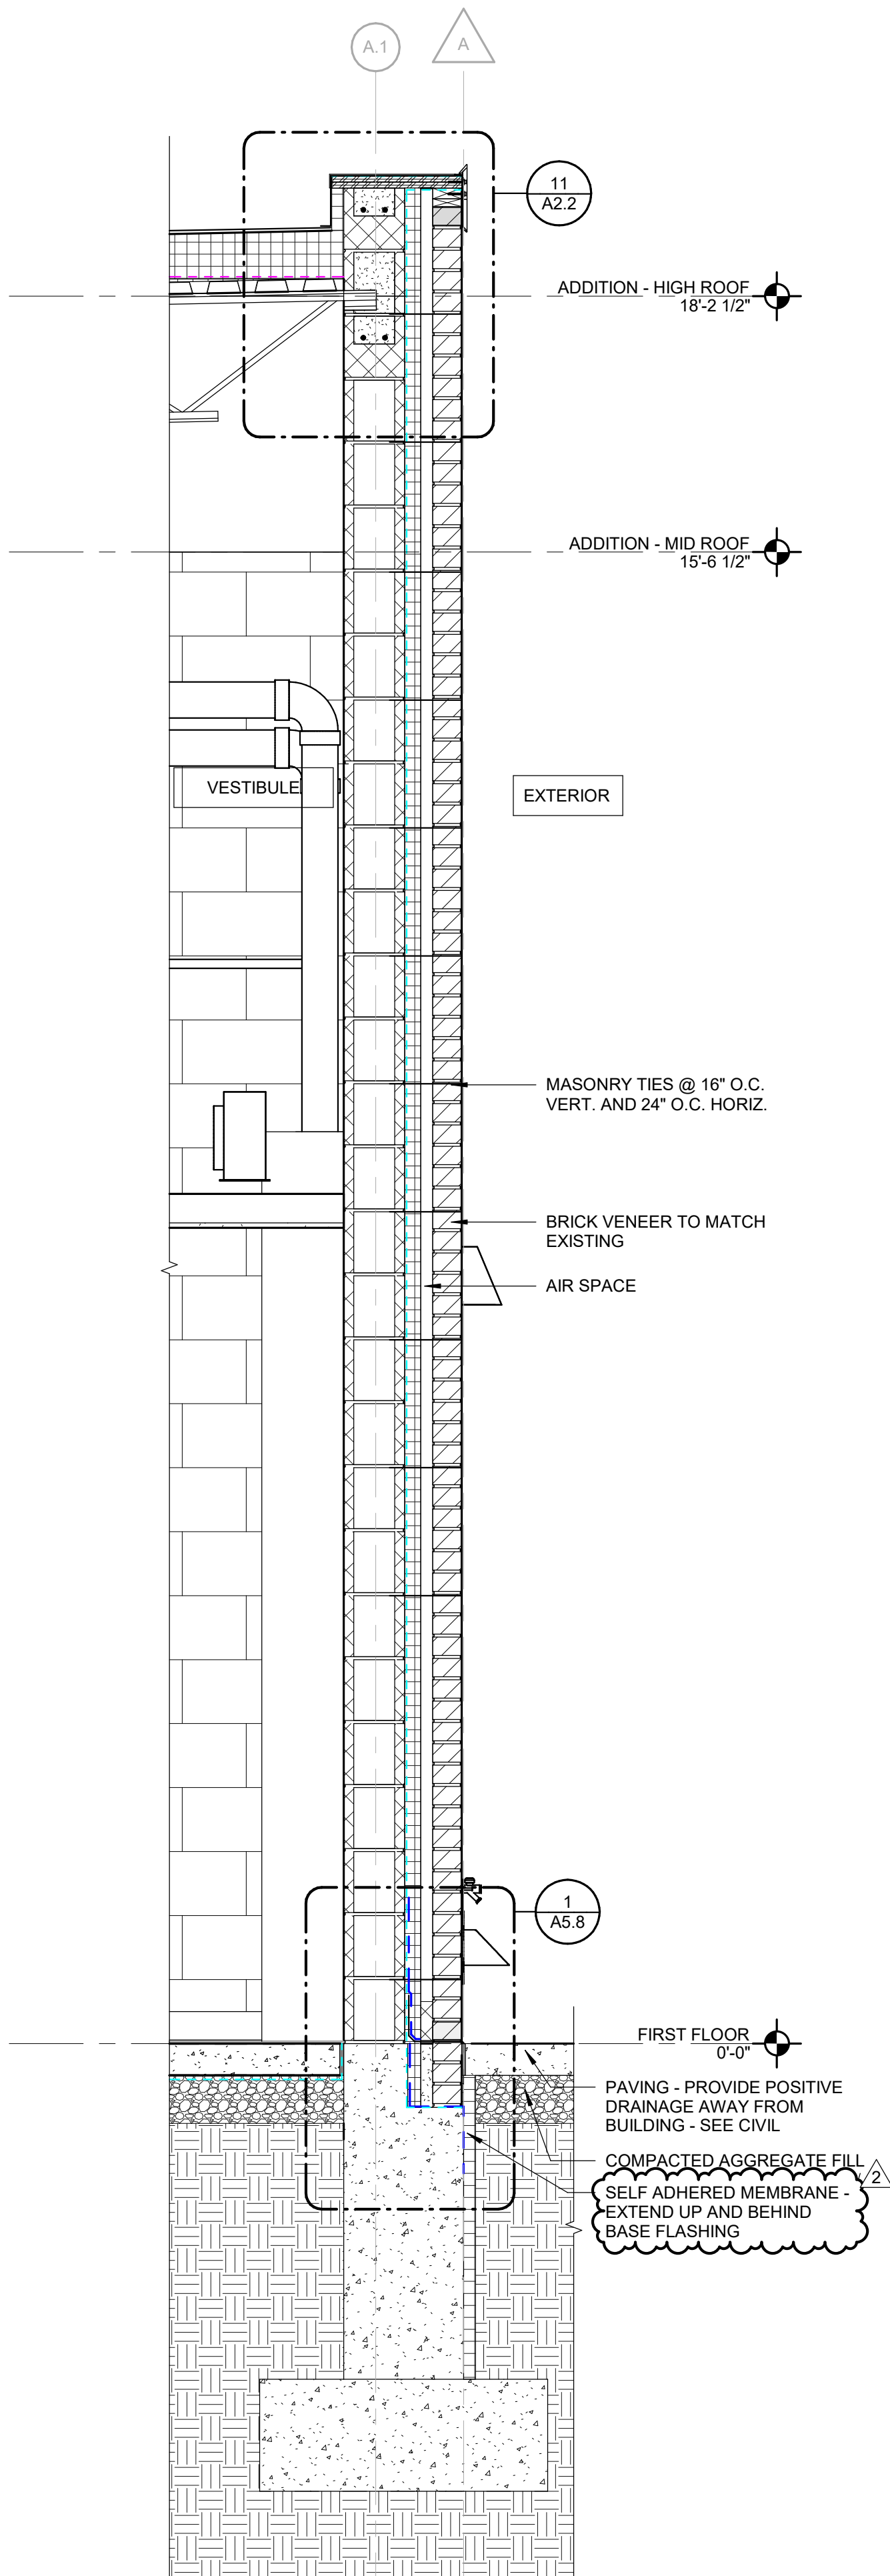 A.1
A
11
A2.2
ADDITION - HIGH ROOF
18'-2 1/2"
ADDITION - MID ROOF
15'-6 1/2"
VESTIBULE
EXTERIOR
MASONRY TIES @ 16" O.C.
VERT. AND 24" O.C. HORIZ.
BRICK VENEER TO MATCH
EXISTING
AIR SPACE
1
A5.8
FIRST FLOOR
0'-0"
PAVING - PROVIDE POSITIVE
DRAINAGE AWAY FROM
BUILDING - SEE CIVIL
COMPACTED AGGREGATE FILL
2
SELF ADHERED MEMBRANE -
EXTEND UP AND BEHIND
BASE FLASHING